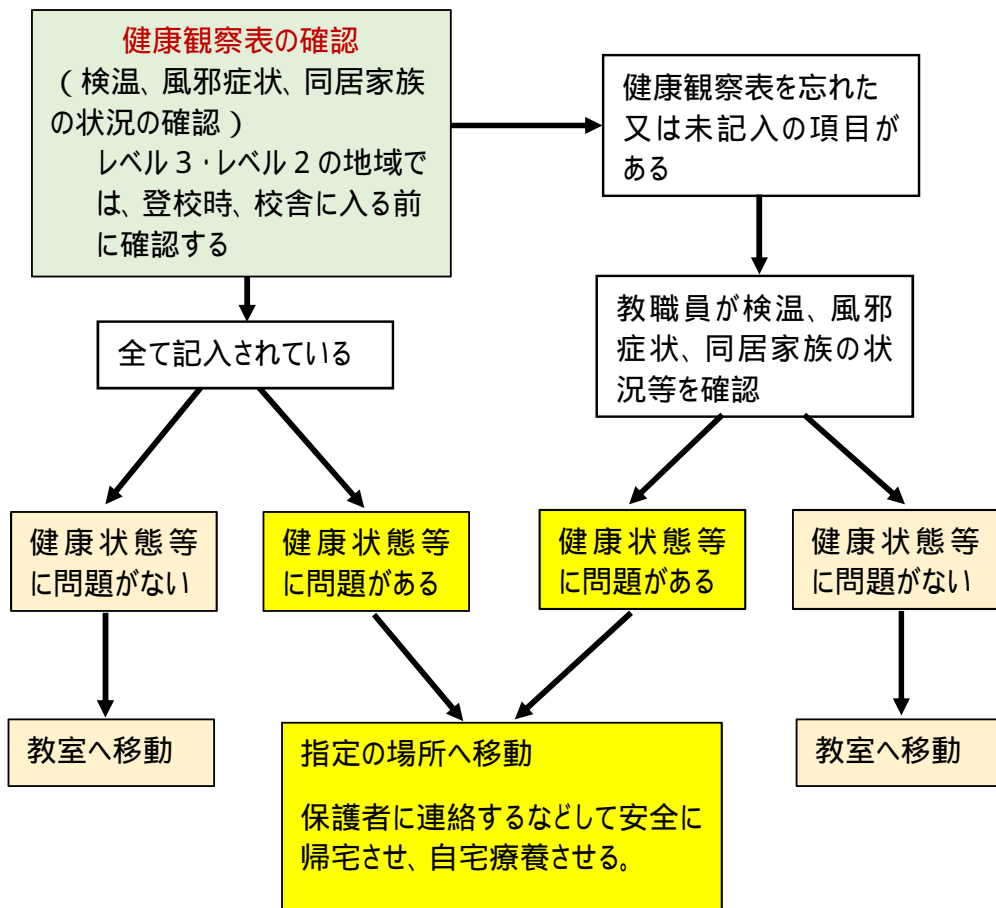 健康観察表の確認
（検温、風邪症状、同居家族
の状況の確認）
レベル３・レベル２の地域で
は、登校時、校舎に入る前
に確認する
健康観察表を忘れた
又は未記入の項目が
ある
全て記入されている
教職員が検温、風邪
症状、同居家族の状
況等を確認
健康状態等
に問題がない
健康状態等
に問題がある
健康状態等
に問題がある
健康状態等
に問題がない
教室へ移動
指定の場所へ移動
保護者に連絡するなどして安全に
帰宅させ、自宅療養させる。
教室へ移動